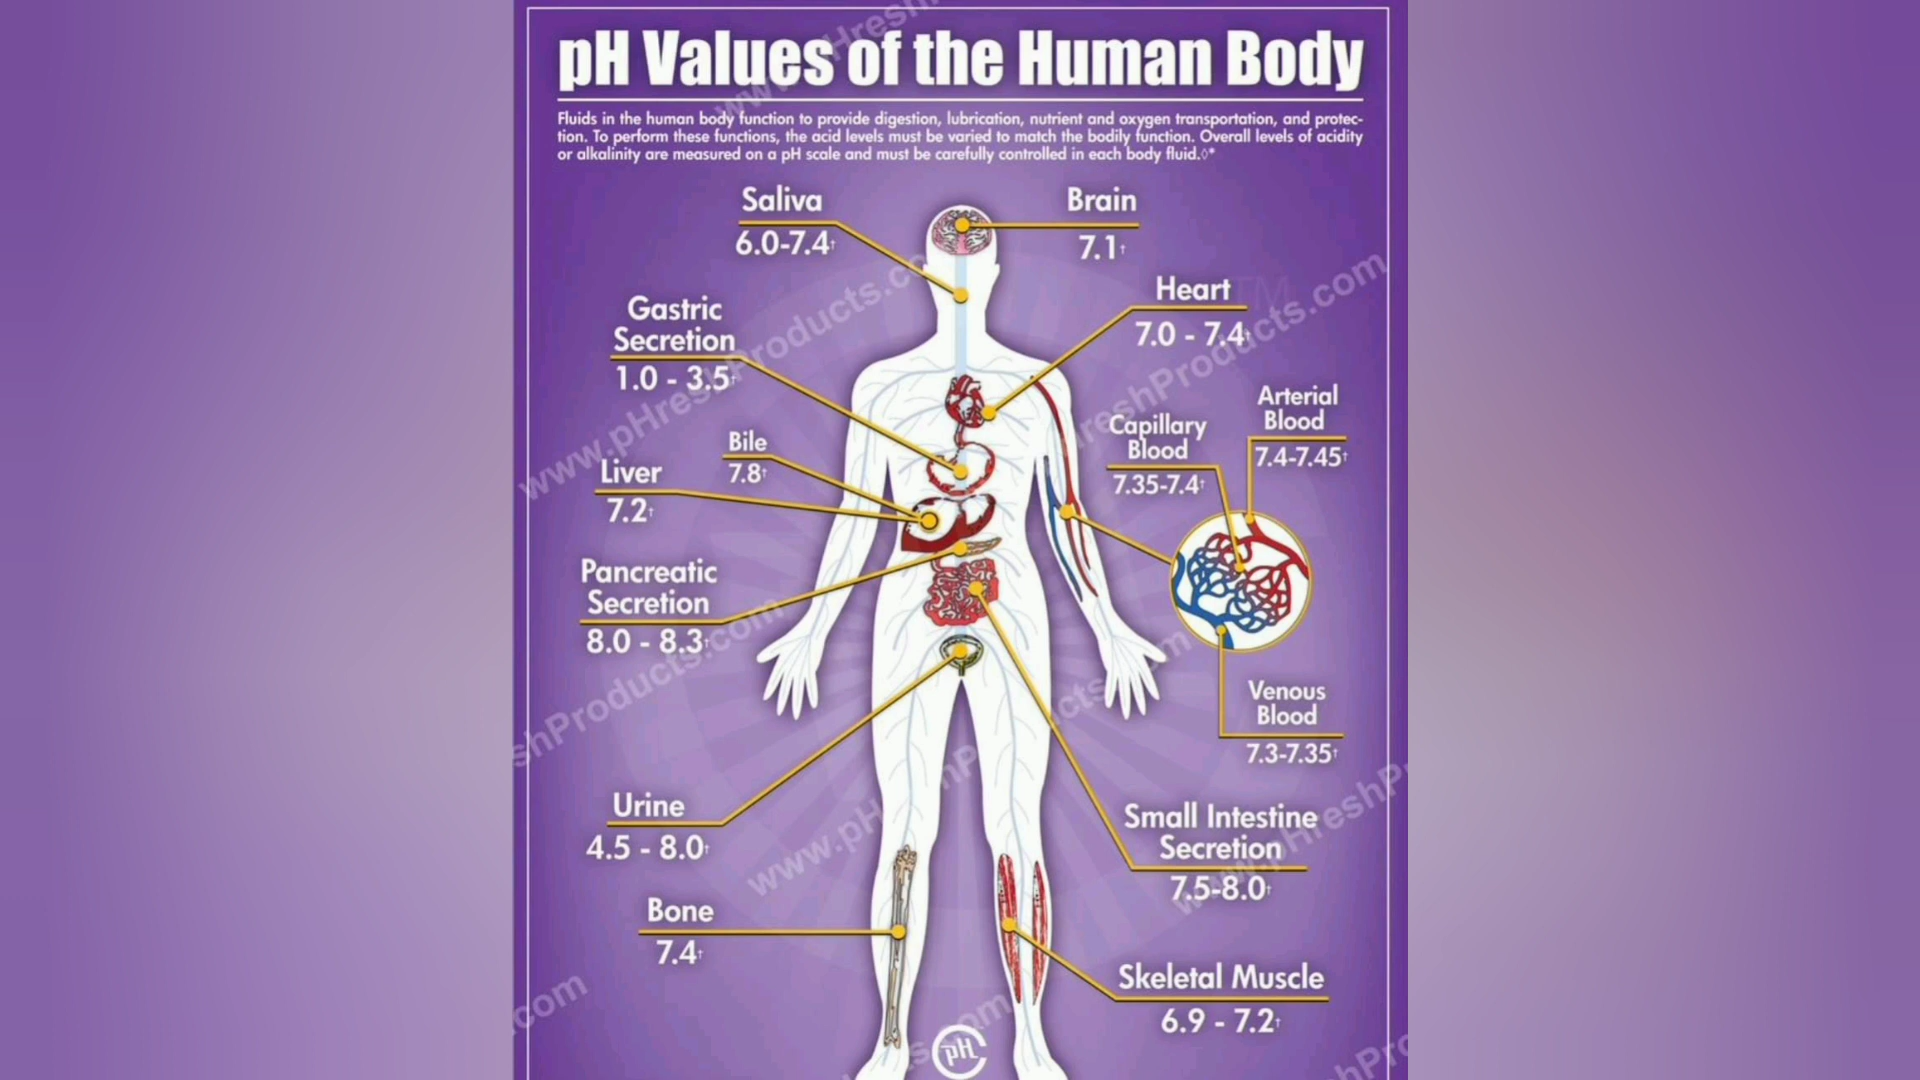 pH Values of the Human Body
Fluids in the human body function to provide digestion, lubrication, nutrient and oxygen transportation, and protec-
tion. To perform these functions, the acid levels must be varied to match the bodily function. Overall levels of acidity
or alkalinity are measured on a pH scale and must be carefully controlled in each body fluid.◊*
Saliva
6.0-7.4†
Brain
7.1†
Heart
7.0 - 7.4†
Gastric
Secretion
1.0 - 3.5†
Arterial
Blood
7.4-7.45†
Capillary
Blood
7.35-7.4†
Bile
7.8†
Liver
7.2†
Pancreatic
Secretion
8.0 - 8.3†
Venous
Blood
7.3-7.35†
Urine
4.5 - 8.0†
Small Intestine
Secretion
7.5-8.0†
Bone
7.4†
Skeletal Muscle
6.9 - 7.2†
pH
www.pHreshProducts.com
TM